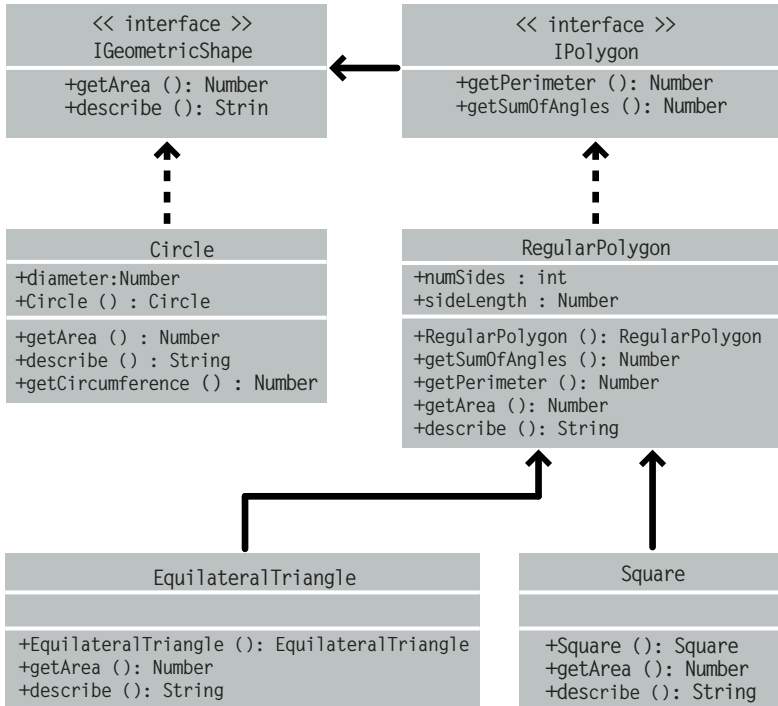 << interface >>
IGeometricShape
+getArea (): Number
+describe (): Strin
<< interface >>
IPolygon
+getPerimeter (): Number
+getSumOfAngles (): Number
Circle
+diameter:Number
+Circle () : Circle
+getArea () : Number
+describe () : String
+getCircumference () : Number
RegularPolygon
+numSides : int
+sideLength : Number
+RegularPolygon (): RegularPolygon
+getSumOfAngles (): Number
+getPerimeter (): Number
+getArea (): Number
+describe (): String
EquilateralTriangle
+EquilateralTriangle (): EquilateralTriangle
+getArea (): Number
+describe (): String
Square
+Square (): Square
+getArea (): Number
+describe (): String